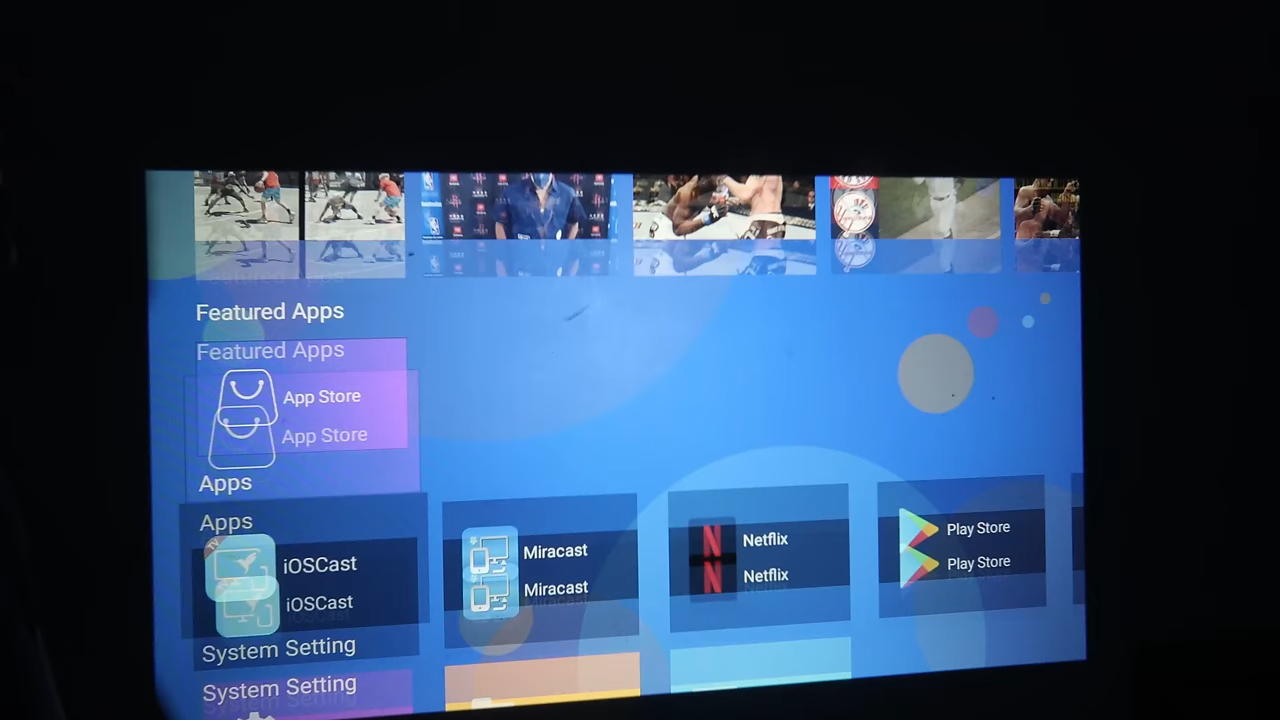 Featured Apps
Featured Apps
App Store
App Store
Apps
Apps
iOSCast
iOSCast
Miracast
Miracast
Netflix
Netflix
Play Store
Play Store
System Setting
System Setting